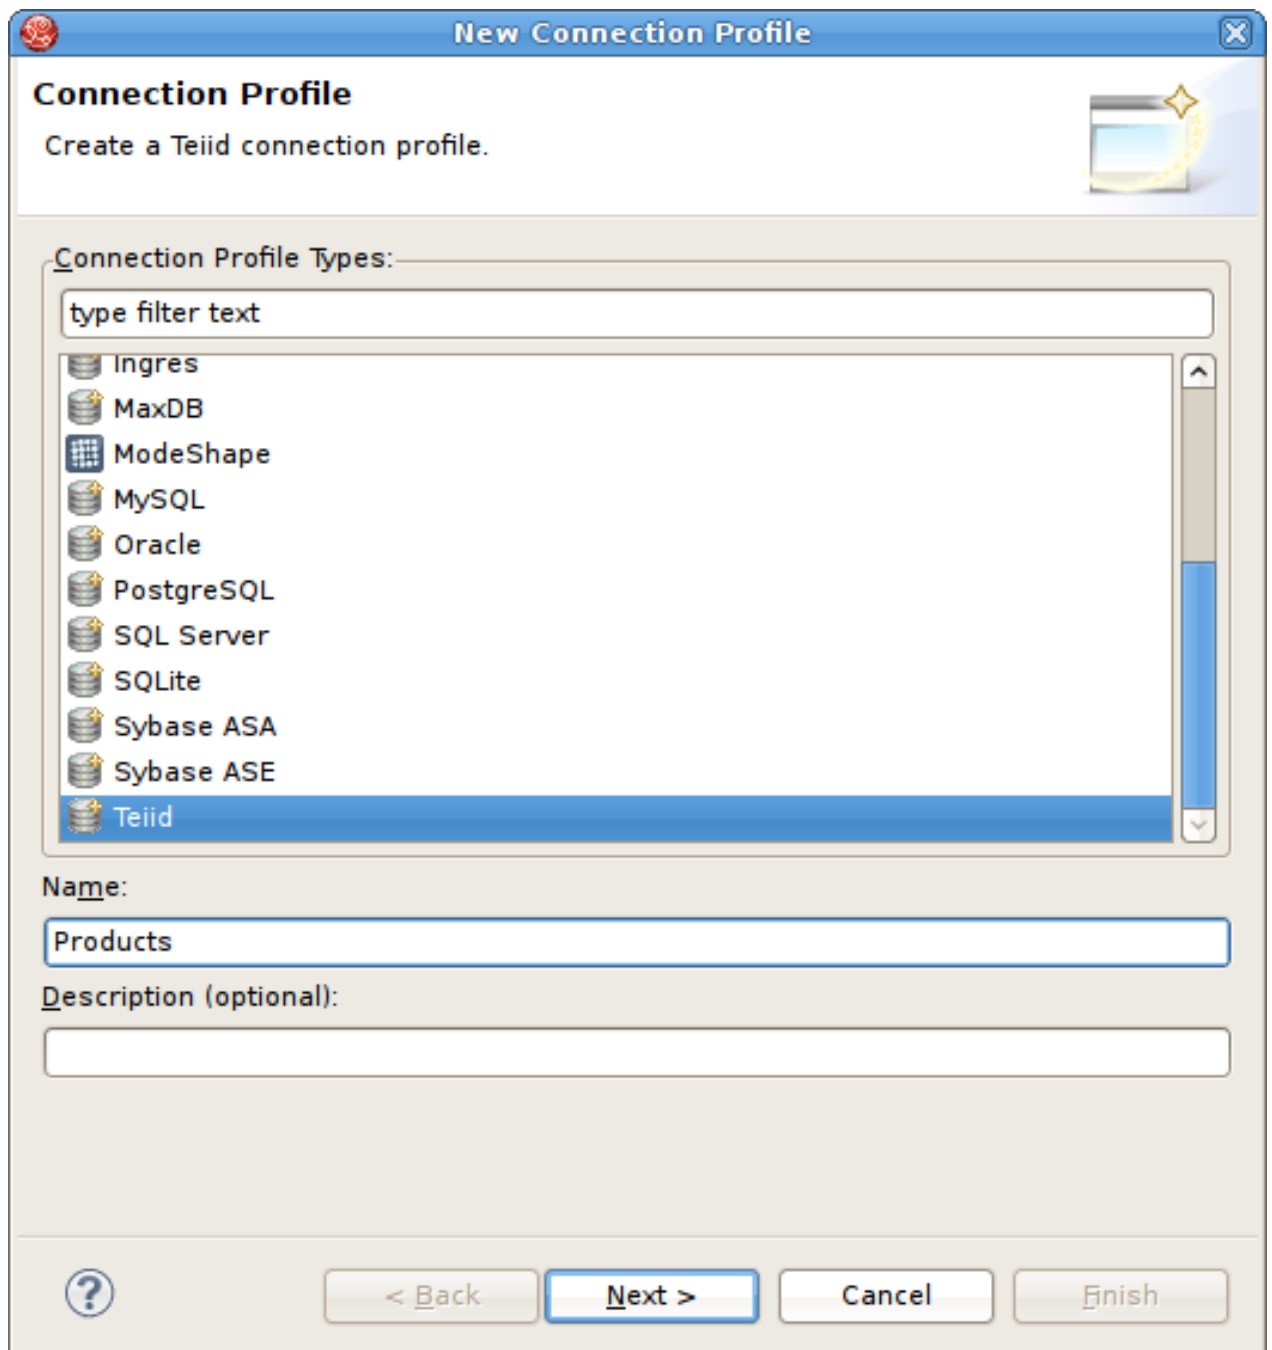 New Connection Profile
Connection Profile
Create a Teiid connection profile.
Connection Profile Types:
type filter text
Ingres
MaxDB
ModeShape
MySQL
Oracle
PostgreSQL
SQL Server
SQLite
Sybase ASA
Sybase ASE
Teiid
Name:
Products
Description (optional):
< Back Next > Cancel Finish